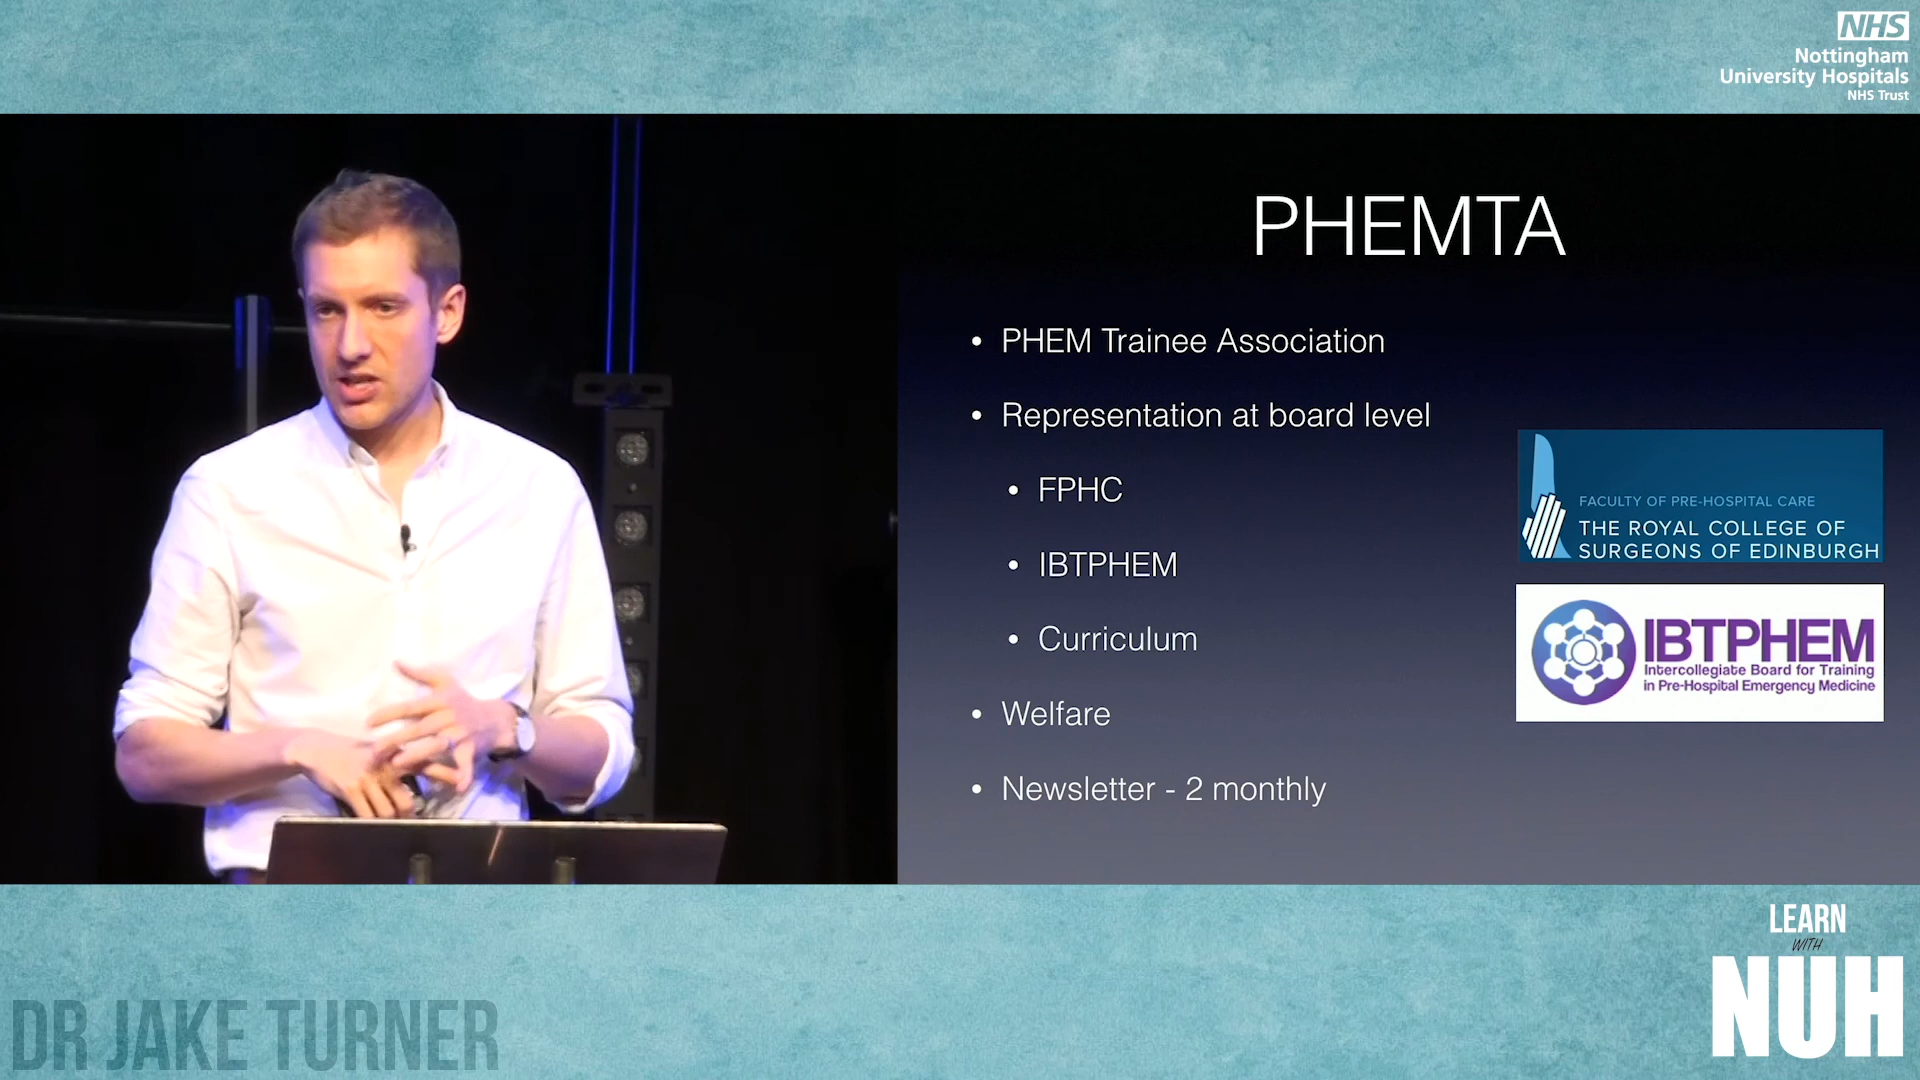 NHS
Nottingham
University Hospitals
NHS Trust
PHEMTA
• PHEM Trainee Association
• Representation at board level
• FPHC
• IBTPHEM
• Curriculum
• Welfare
• Newsletter - 2 monthly
FACULTY OF PRE-HOSPITAL CARE
THE ROYAL COLLEGE OF
SURGEONS OF EDINBURGH
IBTPHEM
Intercollegiate Board for Training
in Pre-Hospital Emergency Medicine
LEARN
WITH
NUH
DR JAKE TURNER